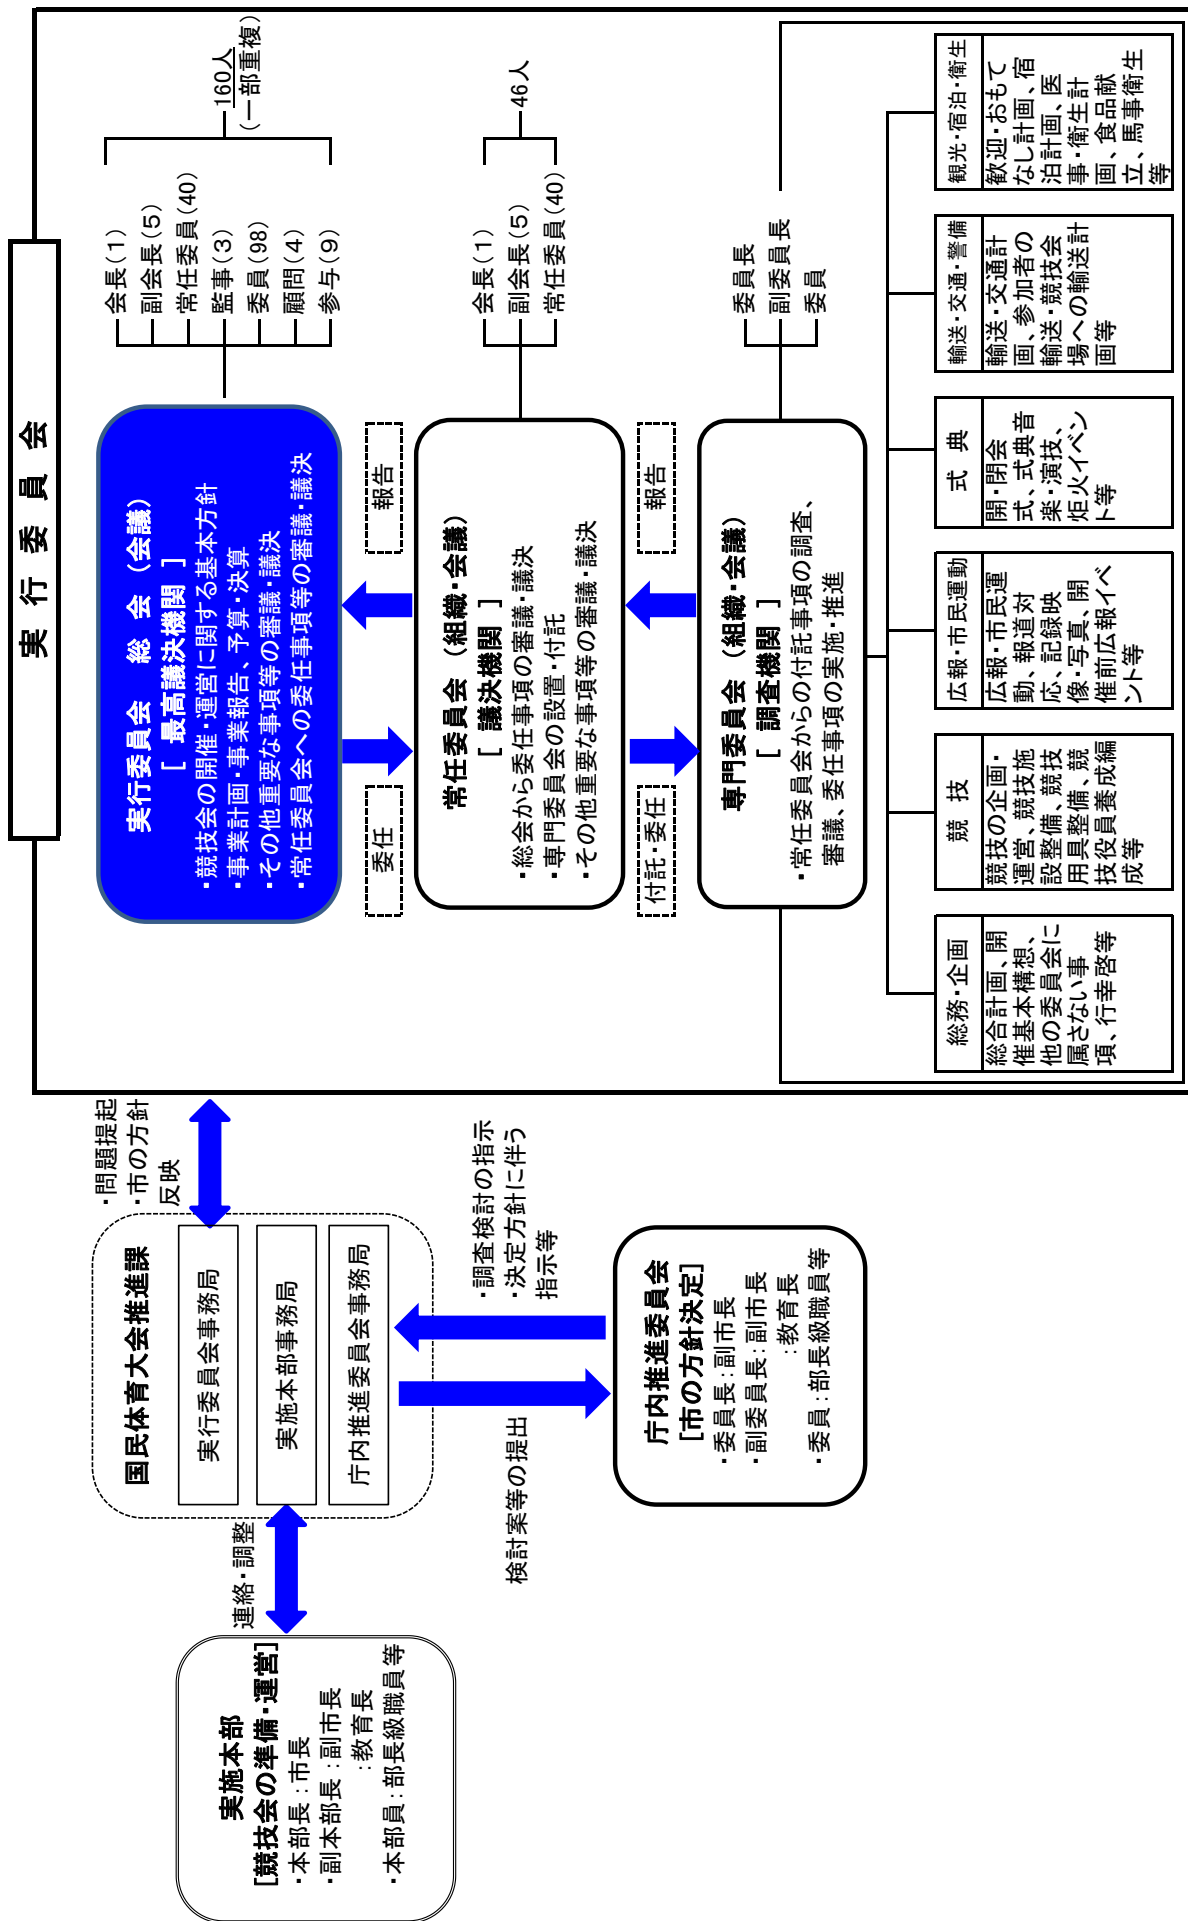 実行委員会
実行委員会　総　会（会議）
［ 最高議決機関 ］
・競技会の開催・運営に関する基本方針
・事業計画・事業報告、予算・決算
・その他重要な事項等の審議・議決
・常任委員会への委任事項等の審議・議決
会長(１)
副会長(５)
常任委員(40)
監事(３)
委員(98)
顧問(４)
参与(９)
160人
(一部重複)
委任
報告
常任委員会（組織・会議）
［ 議決機関 ］
・総会から委任事項の審議・議決
・専門委員会の設置・付託
・その他重要な事項等の審議・議決
会長(１)
副会長(５)
常任委員(40)
46人
付託・委任
報告
専門委員会（組織・会議）
［ 調査機関 ］
・常任委員会からの付託事項の調査、
審議、委任事項の実施・推進
委員長
副委員長
委員
総務・企画
総合計画、開
催基本構想、
他の委員会に
属さない事
項、行幸啓等
競　技
競技の企画・
運営、競技施
設整備、競技
用具整備、競
技役員養成編
成等
広報・市民運動
広報・市民運
動、報道対
応、記録映
像・写真、開
催前広報イベ
ント等
式　典
開・閉会
式、式典音
楽・演技、
炬火イベン
ト等
輸送・交通・警備
輸送・交通計
画、参加者の
輸送・競技会
場への輸送計
画等
観光・宿泊・衛生
歓迎・おもて
なし計画、宿
泊計画、医
事・衛生計
画、食品献
立、馬事衛生
等
・問題提起
・市の方針
反映
国民体育大会推進課
実行委員会事務局
実施本部事務局
庁内推進委員会事務局
連絡・調整
実施本部
[競技会の準備・運営]
・本部長：市長
・副本部長：副市長
：教育長
・本部員：部長級職員等
検討案等の提出
・調査検討の指示
・決定方針に伴う
指示等
庁内推進委員会
[市の方針決定]
・委員長：副市長
・副委員長：副市長
：教育長
・委員：部長級職員等